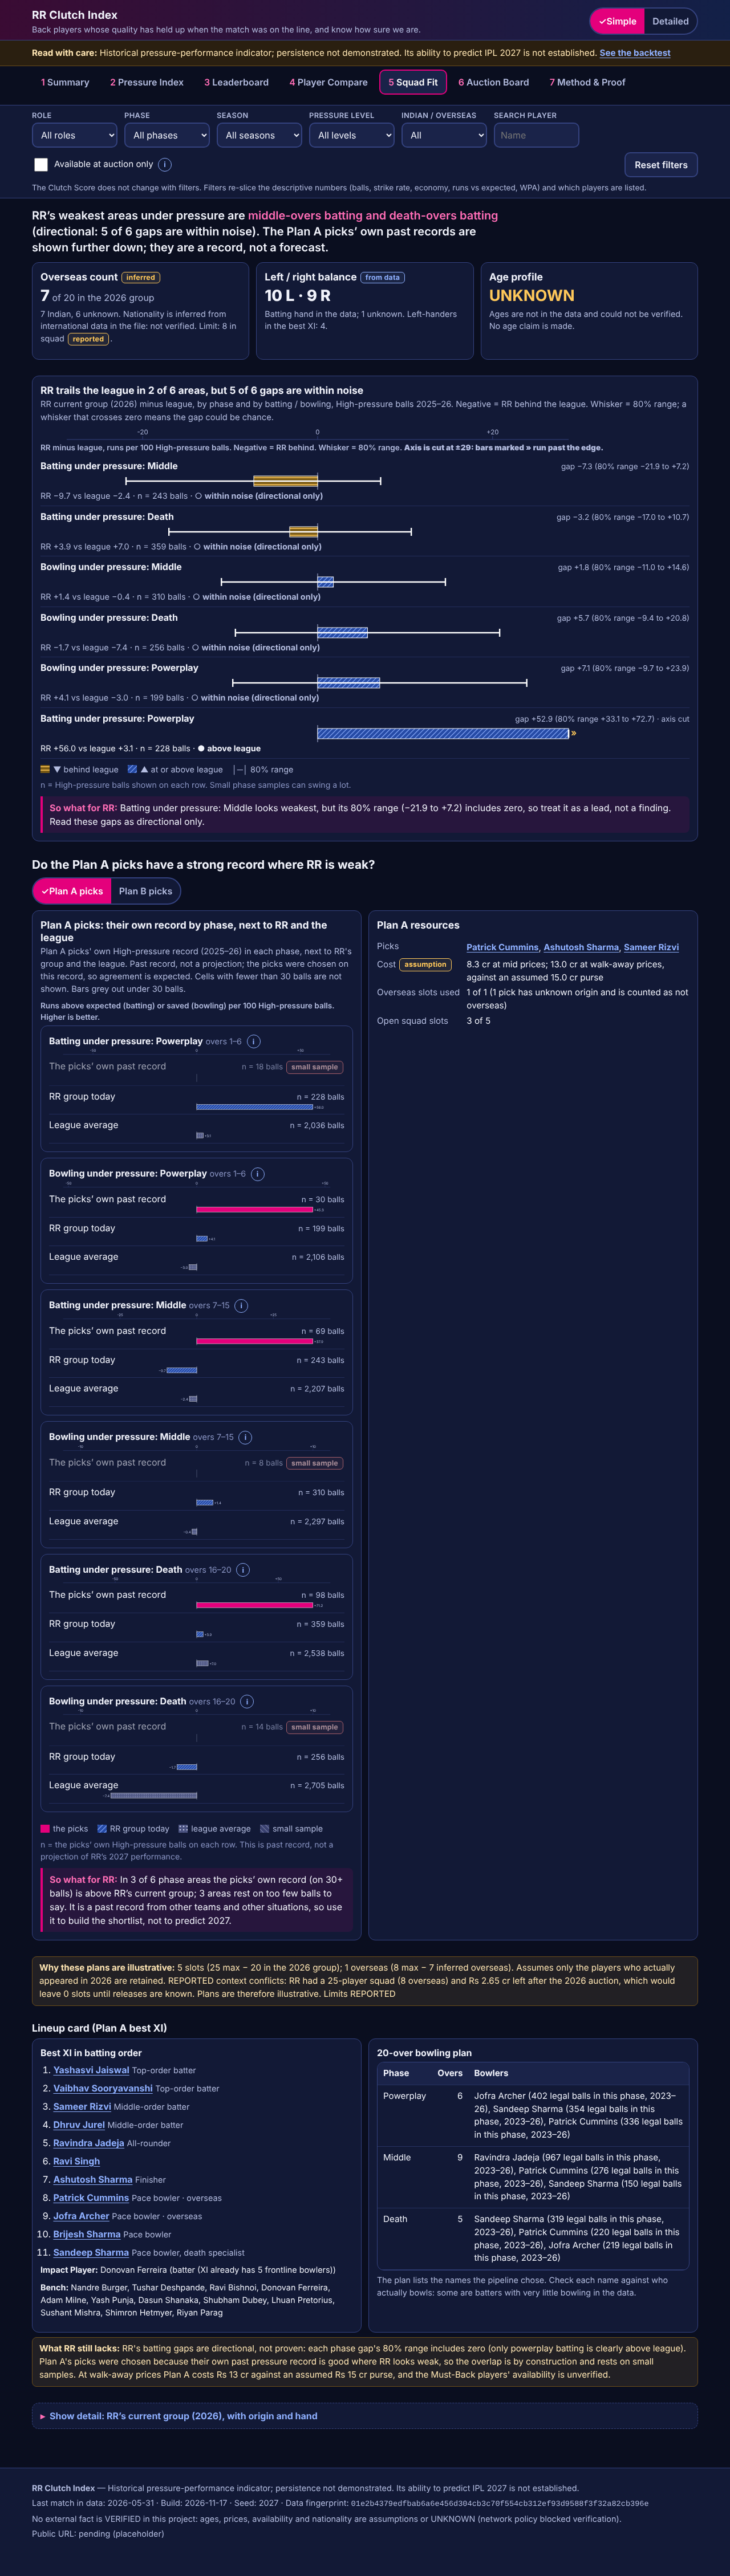 RR Clutch Index
Back players whose quality has held up when the match was on the line, and know how sure we are.
✓Simple Detailed
Read with care: Historical pressure-performance indicator; persistence not demonstrated. Its ability to predict IPL 2027 is not established. See the backtest
1 Summary 2 Pressure Index 3 Leaderboard 4 Player Compare 5 Squad Fit 6 Auction Board 7 Method & Proof
ROLE PHASE SEASON PRESSURE LEVEL INDIAN / OVERSEAS SEARCH PLAYER
All roles All phases All seasons All levels All Name
Available at auction only i Reset filters
The Clutch Score does not change with filters. Filters re-slice the descriptive numbers (balls, strike rate, economy, runs vs expected, WPA) and which players are listed.
RR's weakest areas under pressure are middle-overs batting and death-overs batting
(directional: 5 of 6 gaps are within noise). The Plan A picks' own past records are
shown further down; they are a record, not a forecast.
Overseas count inferred
7 of 20 in the 2026 group
7 Indian, 6 unknown. Nationality is inferred from
international data in the file: not verified. Limit: 8 in
squad reported .
Left / right balance from data
10 L · 9 R
Batting hand in the data; 1 unknown. Left-handers
in the best XI: 4.
Age profile
UNKNOWN
Ages are not in the data and could not be verified.
No age claim is made.
RR trails the league in 2 of 6 areas, but 5 of 6 gaps are within noise
RR current group (2026) minus league, by phase and by batting / bowling, High-pressure balls 2025–26. Negative = RR behind the league. Whisker = 80% range; a
whisker that crosses zero means the gap could be chance.
-20 0 +20
RR minus league, runs per 100 High-pressure balls. Negative = RR behind. Whisker = 80% range. Axis is cut at ±29: bars marked » run past the edge.
Batting under pressure: Middle gap −7.3 (80% range −21.9 to +7.2)
RR −9.7 vs league −2.4 · n = 243 balls · ○ within noise (directional only)
Batting under pressure: Death gap −3.2 (80% range −17.0 to +10.7)
RR +3.9 vs league +7.0 · n = 359 balls · ○ within noise (directional only)
Bowling under pressure: Middle gap +1.8 (80% range −11.0 to +14.6)
RR +1.4 vs league −0.4 · n = 310 balls · ○ within noise (directional only)
Bowling under pressure: Death gap +5.7 (80% range −9.4 to +20.8)
RR −1.7 vs league −7.4 · n = 256 balls · ○ within noise (directional only)
Bowling under pressure: Powerplay gap +7.1 (80% range −9.7 to +23.9)
RR +4.1 vs league −3.0 · n = 199 balls · ○ within noise (directional only)
Batting under pressure: Powerplay gap +52.9 (80% range +33.1 to +72.7) · axis cut
»
RR +56.0 vs league +3.1 · n = 228 balls · ● above league
▼ behind league ▲ at or above league |—| 80% range
n = High-pressure balls shown on each row. Small phase samples can swing a lot.
So what for RR: Batting under pressure: Middle looks weakest, but its 80% range (−21.9 to +7.2) includes zero, so treat it as a lead, not a finding.
Read these gaps as directional only.
Do the Plan A picks have a strong record where RR is weak?
✓Plan A picks Plan B picks
Plan A picks: their own record by phase, next to RR and the
league
Plan A picks' own High-pressure record (2025–26) in each phase, next to RR's
group and the league. Past record, not a projection; the picks were chosen on
this record, so agreement is expected. Cells with fewer than 30 balls are not
shown. Bars grey out under 30 balls.
Runs above expected (batting) or saved (bowling) per 100 High-pressure balls.
Higher is better.
Batting under pressure: Powerplay overs 1–6 i
The picks' own past record n = 18 balls small sample
RR group today n = 228 balls
League average n = 2,036 balls
Bowling under pressure: Powerplay overs 1–6 i
The picks' own past record n = 30 balls
RR group today n = 199 balls
League average n = 2,106 balls
Batting under pressure: Middle overs 7–15 i
The picks' own past record n = 69 balls
RR group today n = 243 balls
League average n = 2,207 balls
Bowling under pressure: Middle overs 7–15 i
The picks' own past record n = 8 balls small sample
RR group today n = 310 balls
League average n = 2,297 balls
Batting under pressure: Death overs 16–20 i
The picks' own past record n = 98 balls
RR group today n = 359 balls
League average n = 2,538 balls
Bowling under pressure: Death overs 16–20 i
The picks' own past record n = 14 balls small sample
RR group today n = 256 balls
League average n = 2,705 balls
the picks RR group today league average small sample
n = the picks' own High-pressure balls on each row. This is past record, not a
projection of RR's 2027 performance.
So what for RR: In 3 of 6 phase areas the picks' own record (on 30+
balls) is above RR's current group; 3 areas rest on too few balls to
say. It is a past record from other teams and other situations, so use
it to build the shortlist, not to predict 2027.
Plan A resources
Picks Patrick Cummins, Ashutosh Sharma, Sameer Rizvi
Cost assumption 8.3 cr at mid prices; 13.0 cr at walk-away prices,
against an assumed 15.0 cr purse
Overseas slots used 1 of 1 (1 pick has unknown origin and is counted as not
overseas)
Open squad slots 3 of 5
Why these plans are illustrative: 5 slots (25 max − 20 in the 2026 group); 1 overseas (8 max − 7 inferred overseas). Assumes only the players who actually
appeared in 2026 are retained. REPORTED context conflicts: RR had a 25-player squad (8 overseas) and Rs 2.65 cr left after the 2026 auction, which would
leave 0 slots until releases are known. Plans are therefore illustrative. Limits REPORTED
Lineup card (Plan A best XI)
Best XI in batting order
1. Yashasvi Jaiswal Top-order batter
2. Vaibhav Sooryavanshi Top-order batter
3. Sameer Rizvi Middle-order batter
4. Dhruv Jurel Middle-order batter
5. Ravindra Jadeja All-rounder
6. Ravi Singh
7. Ashutosh Sharma Finisher
8. Patrick Cummins Pace bowler · overseas
9. Jofra Archer Pace bowler · overseas
10. Brijesh Sharma Pace bowler
11. Sandeep Sharma Pace bowler, death specialist
Impact Player: Donovan Ferreira (batter (XI already has 5 frontline bowlers))
Bench: Nandre Burger, Tushar Deshpande, Ravi Bishnoi, Donovan Ferreira,
Adam Milne, Yash Punja, Dasun Shanaka, Shubham Dubey, Lhuan Pretorius,
Sushant Mishra, Shimron Hetmyer, Riyan Parag
20-over bowling plan
Phase Overs Bowlers
Powerplay 6 Jofra Archer (402 legal balls in this phase, 2023–
26), Sandeep Sharma (354 legal balls in this
phase, 2023–26), Patrick Cummins (336 legal balls
in this phase, 2023–26)
Middle 9 Ravindra Jadeja (967 legal balls in this phase,
2023–26), Patrick Cummins (276 legal balls in this
phase, 2023–26), Sandeep Sharma (150 legal balls
in this phase, 2023–26)
Death 5 Sandeep Sharma (319 legal balls in this phase,
2023–26), Patrick Cummins (220 legal balls in this
phase, 2023–26), Jofra Archer (219 legal balls in
this phase, 2023–26)
The plan lists the names the pipeline chose. Check each name against who
actually bowls: some are batters with very little bowling in the data.
What RR still lacks: RR's batting gaps are directional, not proven: each phase gap's 80% range includes zero (only powerplay batting is clearly above league).
Plan A's picks were chosen because their own past pressure record is good where RR looks weak, so the overlap is by construction and rests on small
samples. At walk-away prices Plan A costs Rs 13 cr against an assumed Rs 15 cr purse, and the Must-Back players' availability is unverified.
▸ Show detail: RR's current group (2026), with origin and hand
RR Clutch Index — Historical pressure-performance indicator; persistence not demonstrated. Its ability to predict IPL 2027 is not established.
Last match in data: 2026-05-31 · Build: 2026-11-17 · Seed: 2027 · Data fingerprint:
No external fact is VERIFIED in this project: ages, prices, availability and nationality are assumptions or UNKNOWN (network policy blocked verification).
Public URL: pending (placeholder)